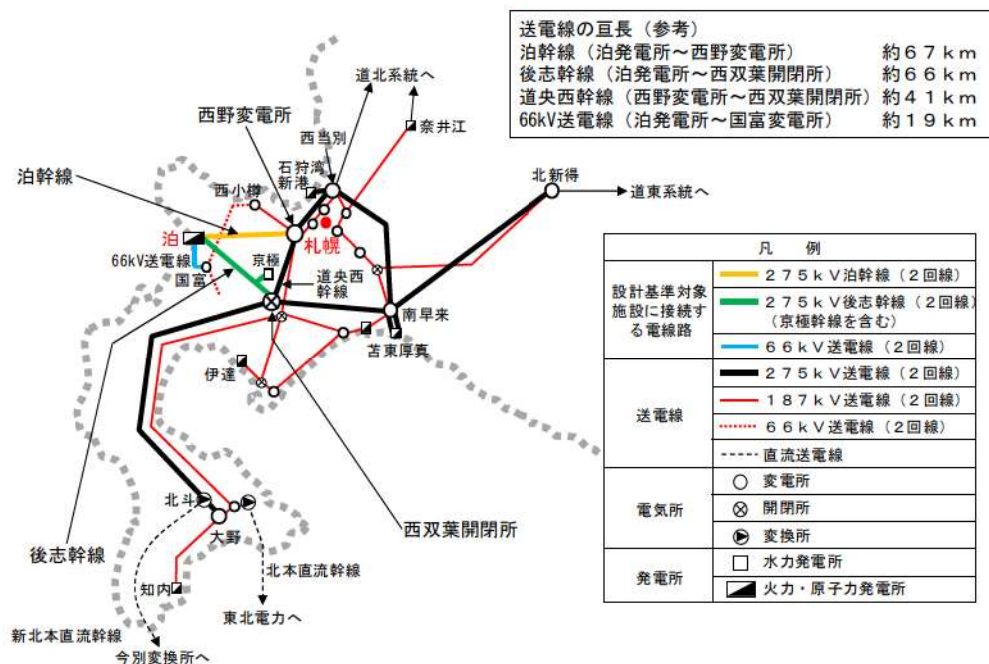 送電線の亘長（参考）
泊幹線（泊発電所～西野変電所） 約６７ｋｍ
後志幹線（泊発電所～西双葉開閉所） 約６６ｋｍ
道央西幹線（西野変電所～西双葉開閉所） 約４１ｋｍ
66kV送電線（泊発電所～国富変電所） 約１９ｋｍ
道北系統へ
西野変電所
奈井江
西当別
石狩湾
新港
北新得
道東系統へ
泊幹線
西小樽
札幌
泊
66kV送電線
国富
京極
道央西
幹線
南早来
苫東厚真
伊達
北斗
大野
西双葉開閉所
後志幹線
知内
北本直流幹線
東北電力へ
新北本直流幹線
今別変換所へ
凡　例
設計基準対象
施設に接続す
る電線路
２７５ｋＶ泊幹線（２回線）
２７５ｋＶ後志幹線（２回線）
（京極幹線を含む）
６６ｋＶ送電線（２回線）
送電線
２７５ｋＶ送電線（２回線）
１８７ｋＶ送電線（２回線）
６６ｋＶ送電線（２回線）
直流送電線
電気所
変電所
開閉所
変換所
発電所
水力発電所
火力・原子力発電所